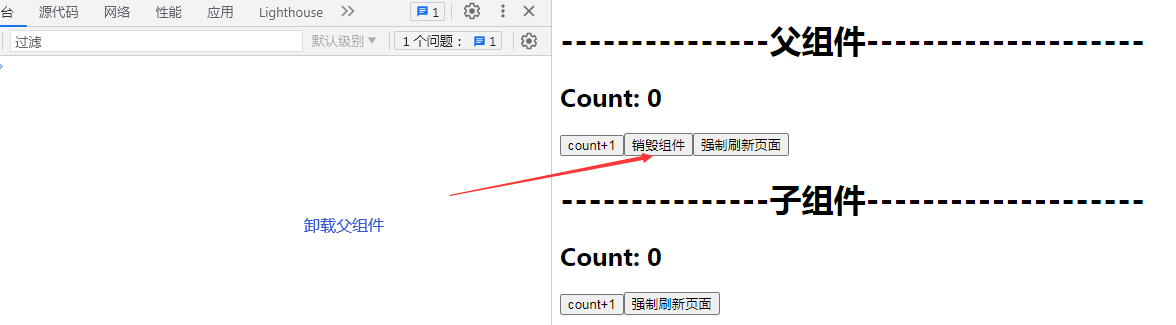 台 源代码 网络 性能 应用 Lighthouse 1
过滤 默认级别 1 个问题： 1
卸载父组件
---------------父组件--------------------
Count: 0
count+1 销毁组件 强制刷新页面
---------------子组件--------------------
Count: 0
count+1 强制刷新页面